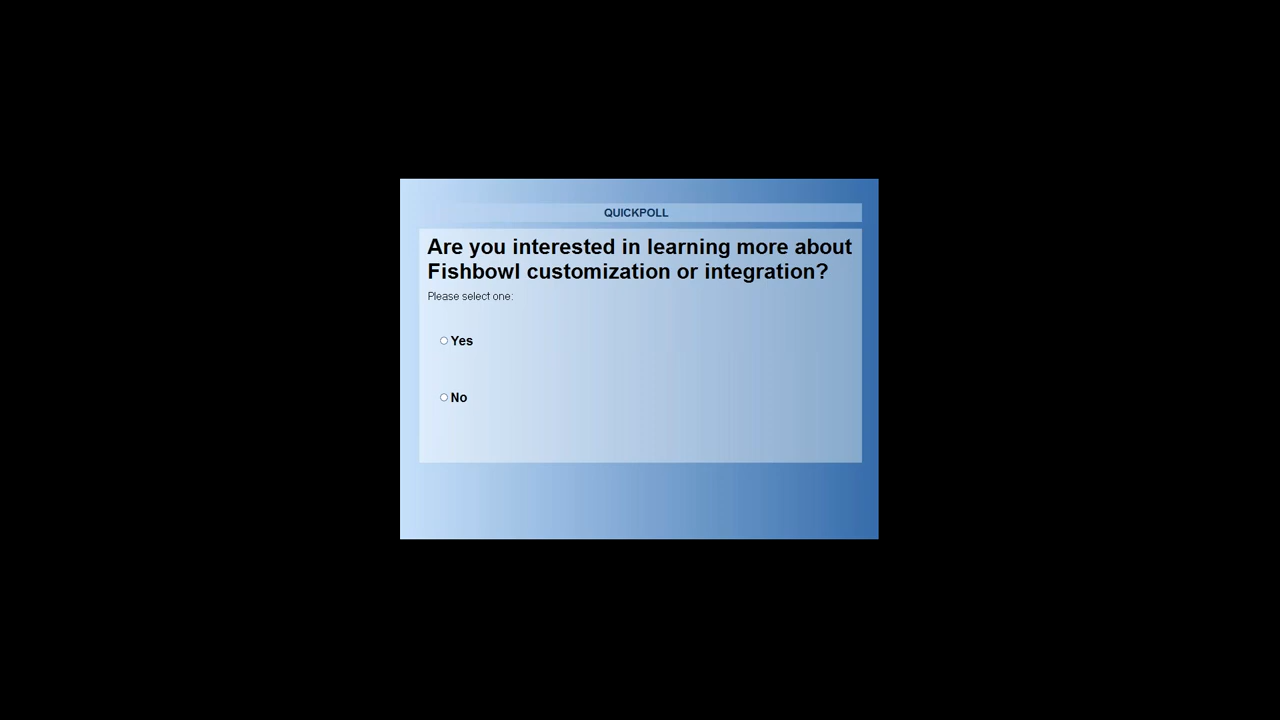 QUICKPOLL
Are you interested in learning more about
Fishbowl customization or integration?
Please select one:
Yes
No